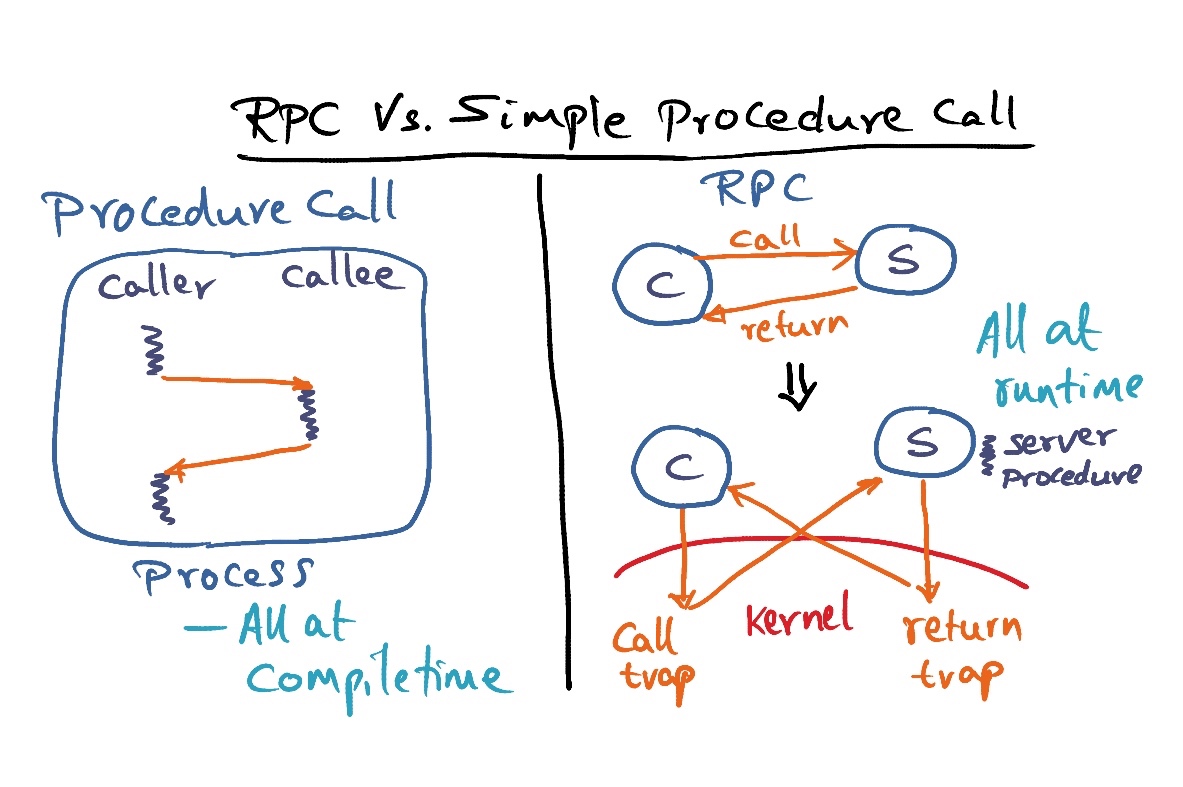 RPC Vs. Simple Procedure Call
Procedure Call
Caller Callee
Process
— All at
Compiletime
RPC
call
C
S
return
All at
runtime
C
S
server
procedure
kernel
Call
trap
return
trap